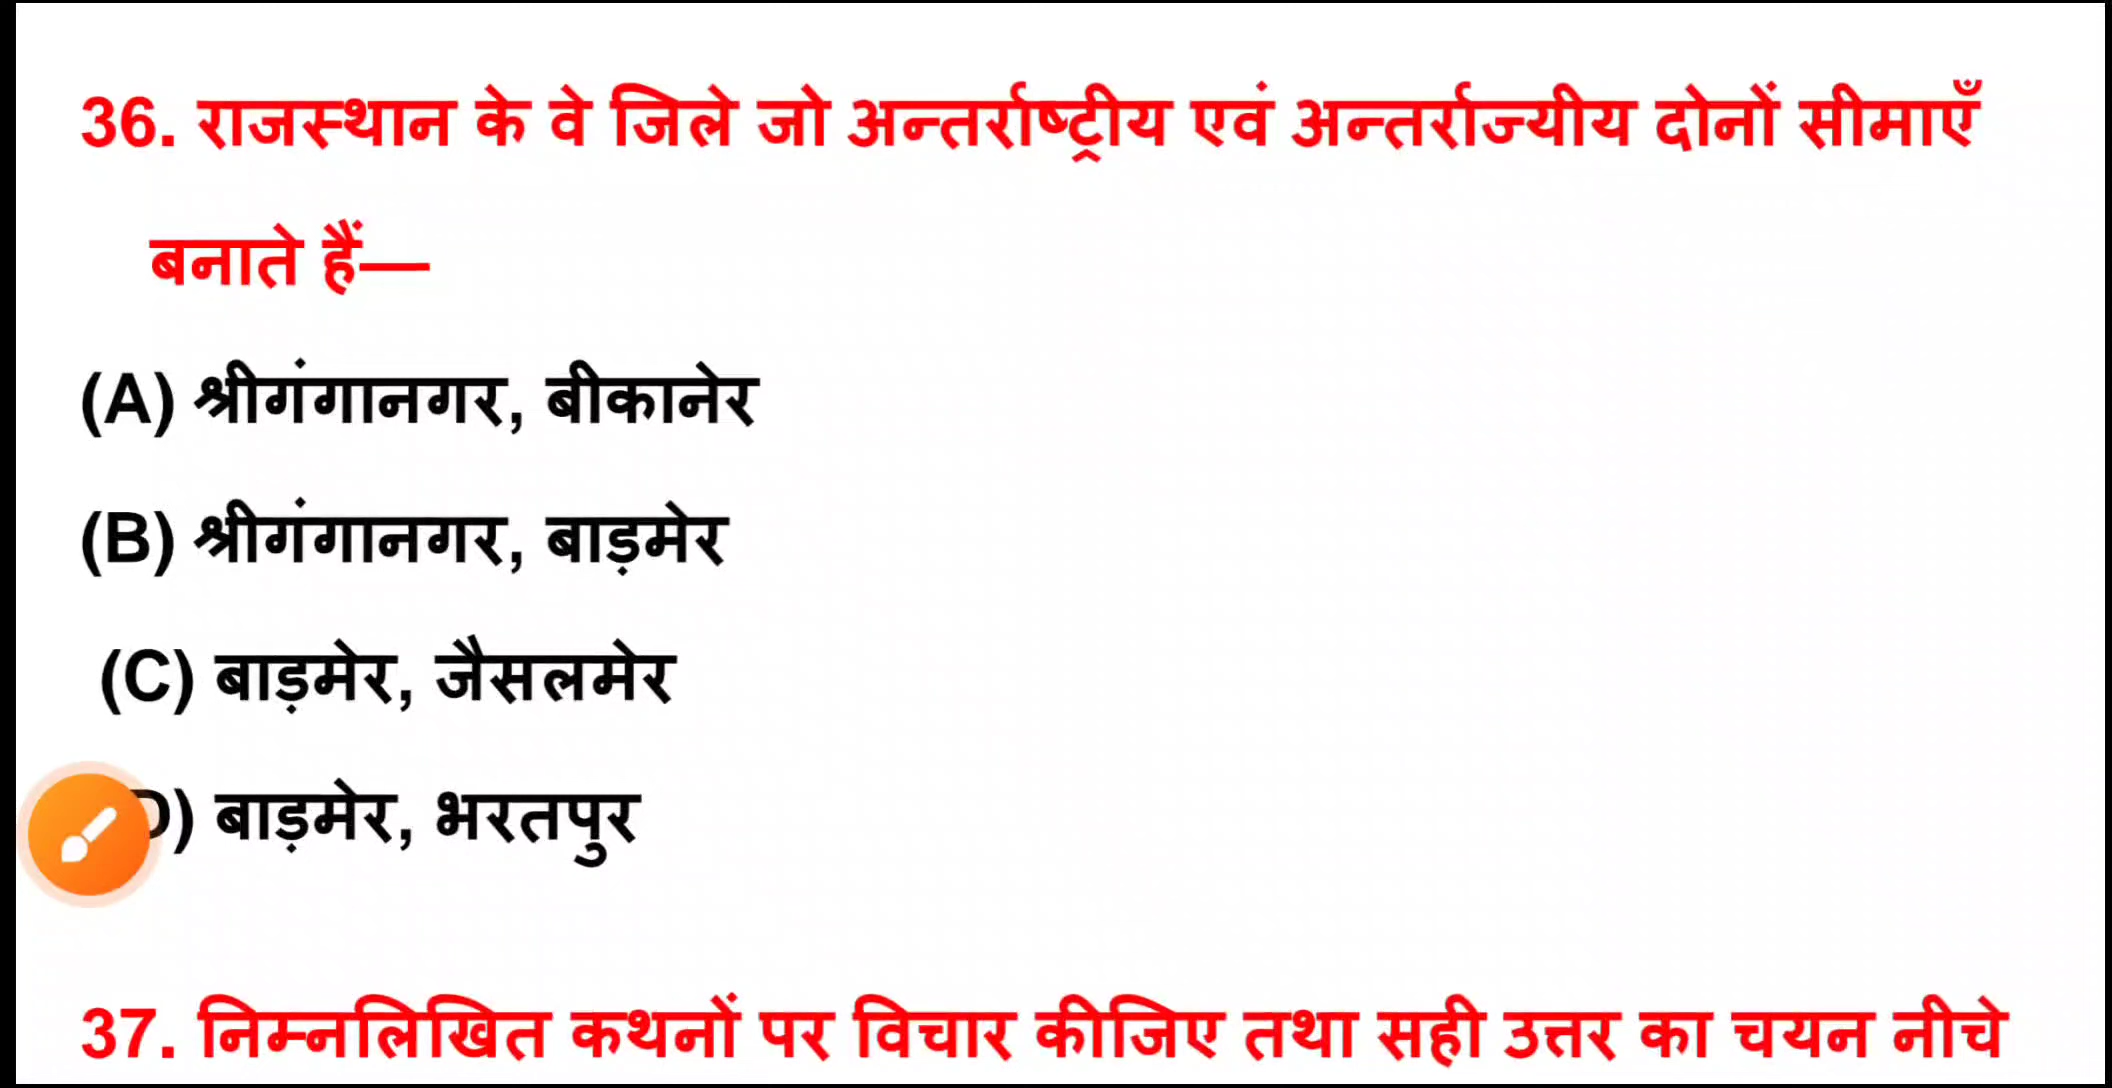 36. राजस्थान के वे जिले जो अन्तर्राष्ट्रीय एवं अन्तर्राज्यीय दोनों सीमाएँ
बनाते हैं—
(A) श्रीगंगानगर, बीकानेर
(B) श्रीगंगानगर, बाड़मेर
(C) बाड़मेर, जैसलमेर
D) बाड़मेर, भरतपुर
37. निम्नलिखित कथनों पर विचार कीजिए तथा सही उत्तर का चयन नीचे